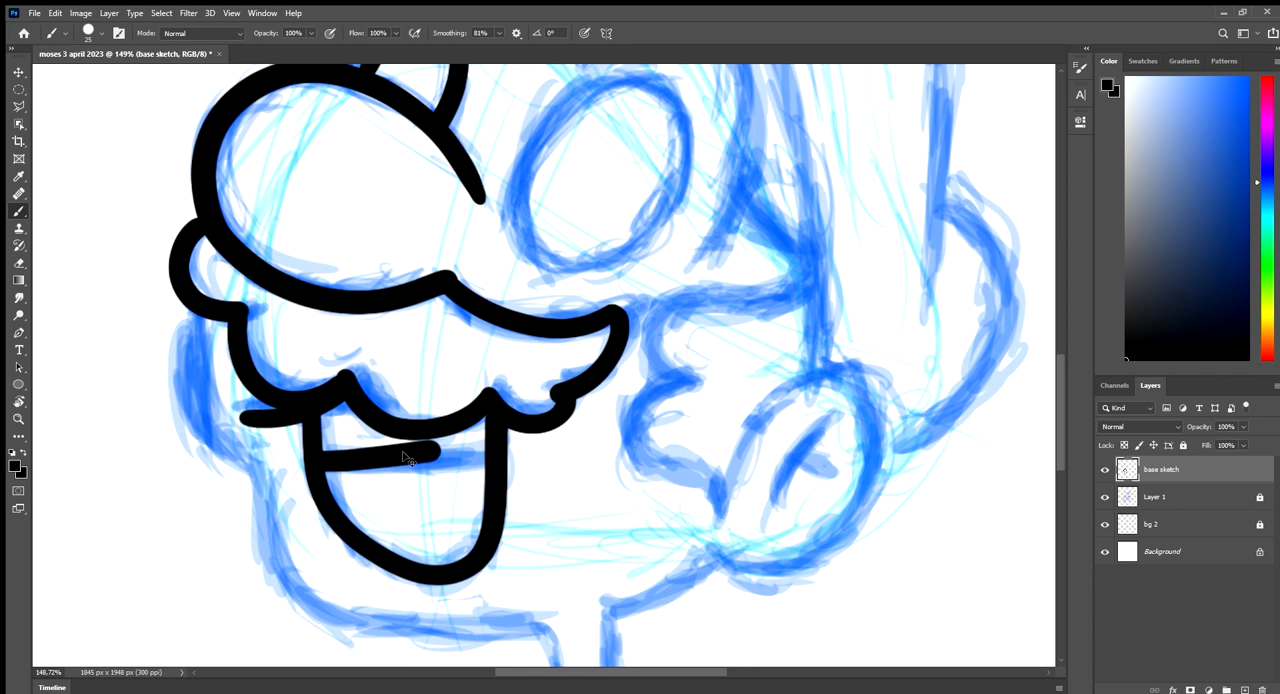 Ps File Edit Image Layer Type Select Filter 3D View Window Help
25 Mode: Normal Opacity: 100% Flow: 100% Smoothing: 81% 0°
moses 3 april 2023 @ 149% (base sketch, RGB/8) * ×
Color Swatches Gradients Patterns
Channels Layers
Kind
Normal Opacity: 100%
Lock: Fill: 100%
base sketch
Layer 1
bg 2
Background
148,72% 1845 px x 1948 px (300 ppi)
Timeline